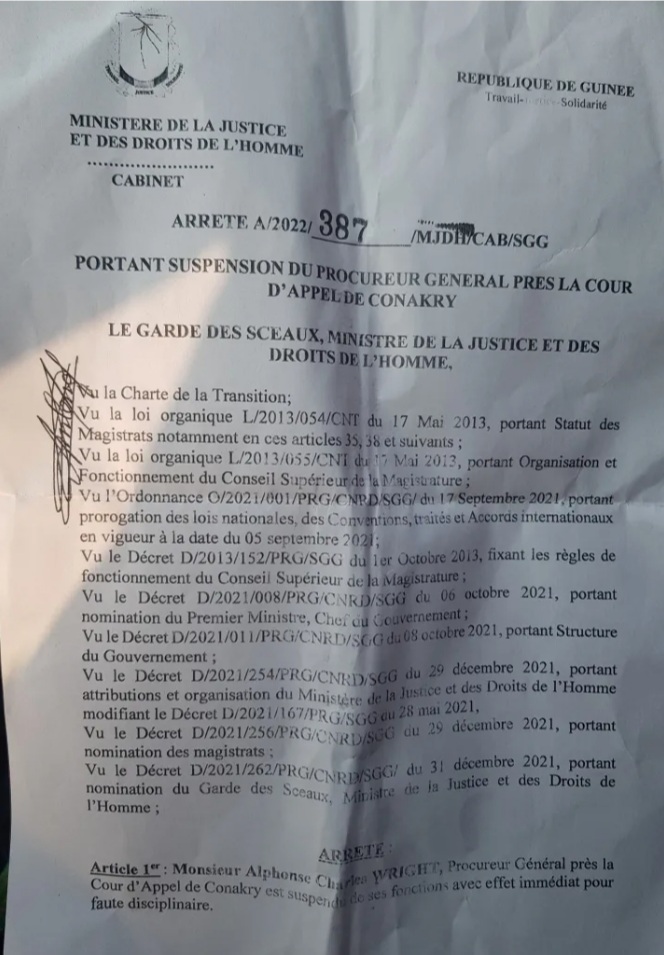 REPUBLIQUE DE GUINEE
Travail- -Solidarité
MINISTERE DE LA JUSTICE
ET DES DROITS DE L'HOMME
........................
CABINET
ARRETE A/2022/ 387 /MJDH/CAB/SGG
PORTANT SUSPENSION DU PROCUREUR GENERAL PRES LA COUR
D'APPEL DE CONAKRY
LE GARDE DES SCEAUX, MINISTRE DE LA JUSTICE ET DES
DROITS DE L'HOMME,
Vu la Charte de la Transition;
Vu la loi organique L/2013/054/CNT du 17 Mai 2013, portant Statut des
Magistrats notamment en ces articles 35, 38 et suivants ;
Vu la loi organique L/2013/055/CNT du 17 Mai 2013, portant Organisation et
Fonctionnement du Conseil Supérieur de la Magistrature ;
Vu l'Ordonnance O/2021/001/PRG/CNRD/SGG/ du 17 Septembre 2021, portant
prorogation des lois nationales, des Conventions, traités et Accords internationaux
en vigueur à la date du 05 septembre 2021;
Vu le Décret D/2013/152/PRG/SGG du 1er Octobre 2013, fixant les règles de
fonctionnement du Conseil Supérieur de la Magistrature ;
Vu le Décret D/2021/008/PRG/CNRD/SGG du 06 octobre 2021, portant
nomination du Premier Ministre, Chef du Gouvernement ;
Vu le Décret D/2021/011/PRG/CNRD/SGG du 08 octobre 2021, portant Structure
du Gouvernement ;
Vu le Décret D/2021/254/PRG/CNRD/SGG du 29 décembre 2021, portant
attributions et organisation du Ministère de la Justice et des Droits de l'Homme
modifiant le Décret D/2021/167/PRG/SGG du 28 mai 2021,
Vu le Décret D/2021/256/PRG/CNRD/SGG du 29 décembre 2021, portant
nomination des magistrats ;
Vu le Décret D/2021/262/PRG/CNRD/SGG/ du 31 décembre 2021, portant
nomination du Garde des Sceaux, Ministre de la Justice et des Droits de
l'Homme ;
ARRETE :
Article 1er : Monsieur Alphonse Charles WRIGHT, Procureur Général près la
Cour d'Appel de Conakry est suspendu de ses fonctions avec effet immédiat pour
faute disciplinaire.